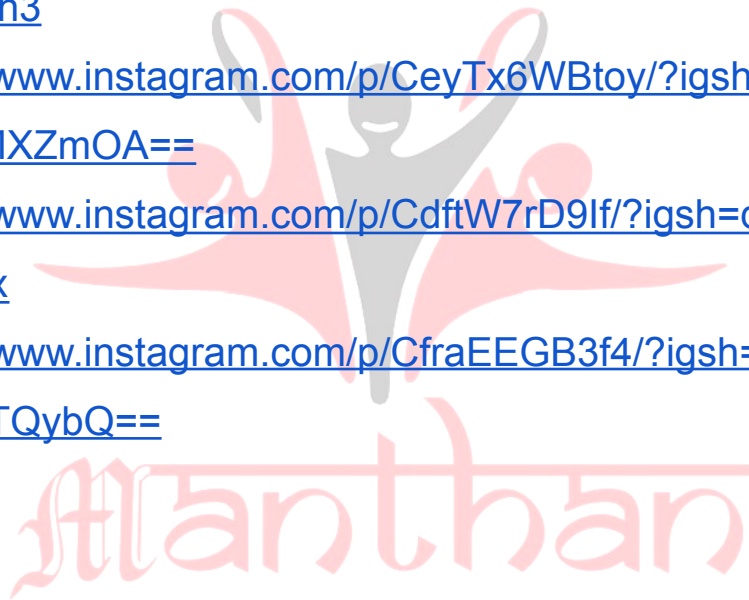 n3
www.instagram.com/p/CeyTx6WBtoy/?igsh
IXZmOA==
www.instagram.com/p/CdftW7rD9If/?igsh=
x
www.instagram.com/p/CfraEEGB3f4/?igsh=
TQybQ==
Manthan